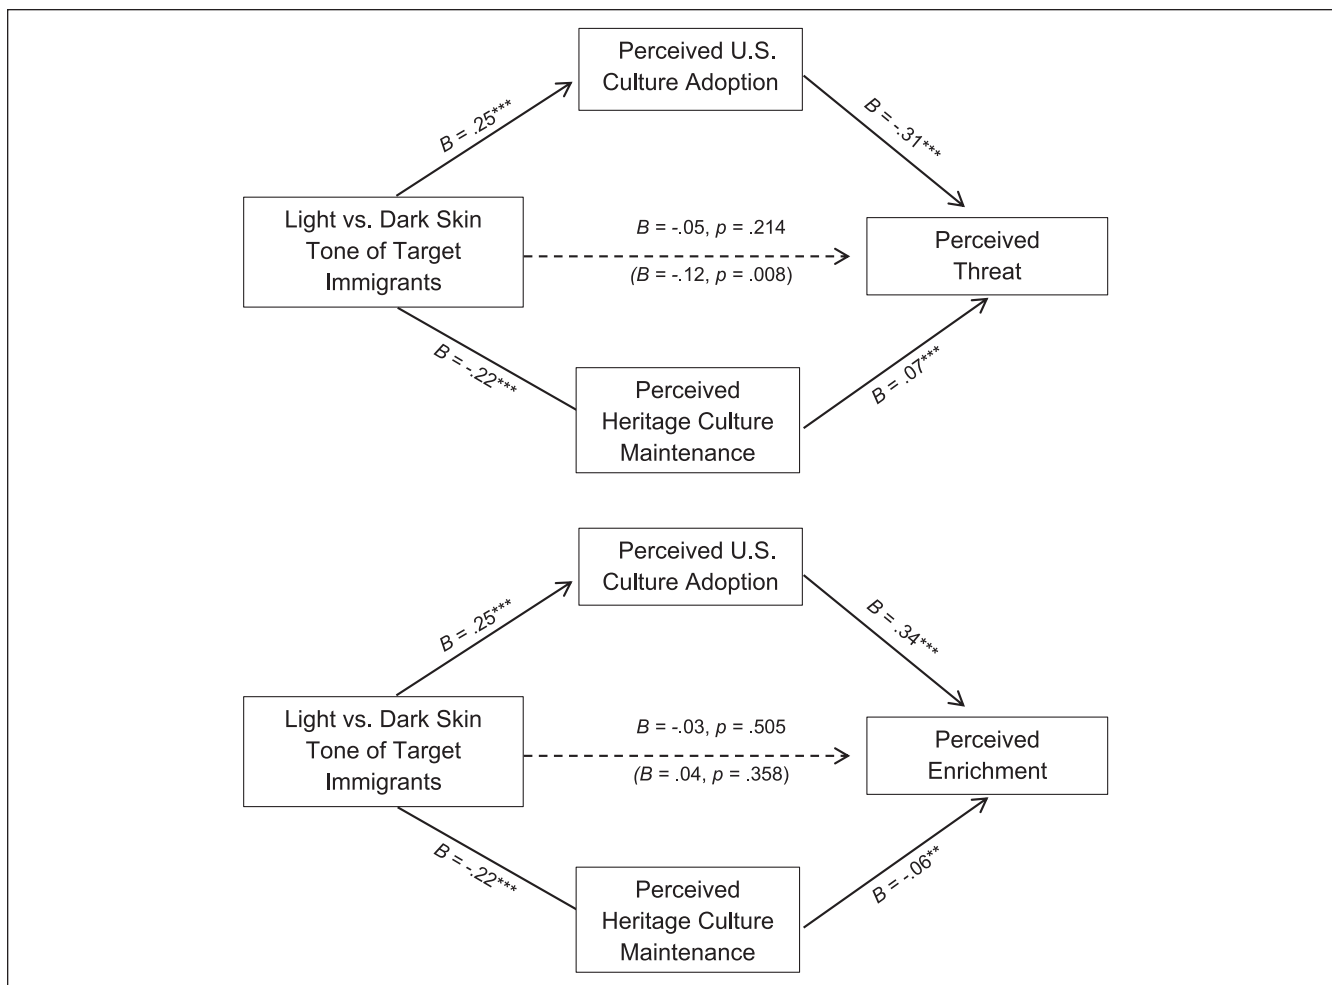 Perceived U.S.
Culture Adoption
B = .25***
B = -.31***
Light vs. Dark Skin
Tone of Target
Immigrants
B = -.05, p = .214
(B = -.12, p = .008)
Perceived
Threat
B = -.22***
B = .07***
Perceived
Heritage Culture
Maintenance
Perceived U.S.
Culture Adoption
B = .25***
B = .34***
Light vs. Dark Skin
Tone of Target
Immigrants
B = -.03, p = .505
(B = .04, p = .358)
Perceived
Enrichment
B = -.22***
B = -.06**
Perceived
Heritage Culture
Maintenance